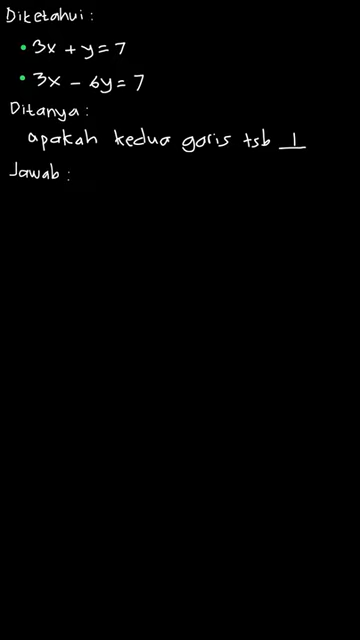 Diketahui:
• 3x + y = 7
• 3x - 6y = 7
Ditanya:
apakah kedua garis tsb ⊥
Jawab: